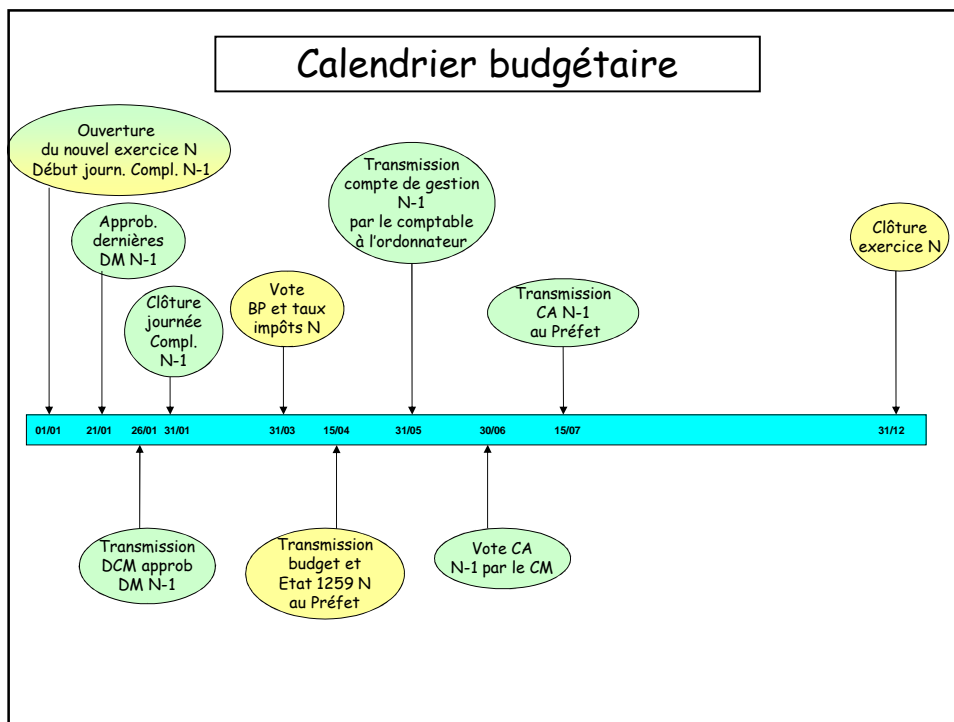 Calendrier budgétaire
Ouverture
du nouvel exercice N
Début journ. Compl. N-1
Approb.
dernières
DM N-1
Clôture
journée
Compl.
N-1
Vote
BP et taux
impôts N
Transmission
compte de gestion
N-1
par le comptable
à l'ordonnateur
Transmission
CA N-1
au Préfet
Clôture
exercice N
01/01 21/01 26/01 31/01 31/03 15/04 31/05 30/06 15/07 31/12
Transmission
DCM approb
DM N-1
Transmission
budget et
Etat 1259 N
au Préfet
Vote CA
N-1 par le CM